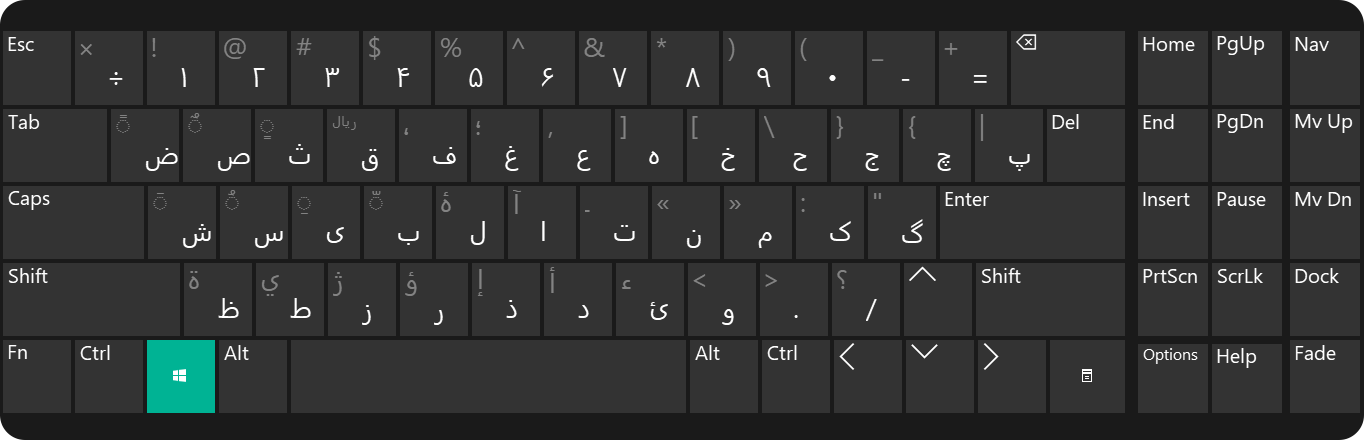 Esc × ÷ ! ۱ @ ۲ # ۳ $ ۴ % ۵ ^ ۶ & ۷ * ۸ ) ۹ ( ۰ _ - + = Home PgUp Nav
Tab ض ص ث ریال ق ، ف ؛ غ , ع ] ه [ خ \ ح } ج { چ | پ Del End PgDn Mv Up
Caps ش س ی ب ۀ ل آ ا ـ ت « ن » م : ک " گ Enter Insert Pause Mv Dn
Shift ة ظ ي ط ژ ز ؤ ر إ ذ أ د ء ئ < و > . ؟ / Shift PrtScn ScrLk Dock
Fn Ctrl Alt Alt Ctrl Options Help Fade